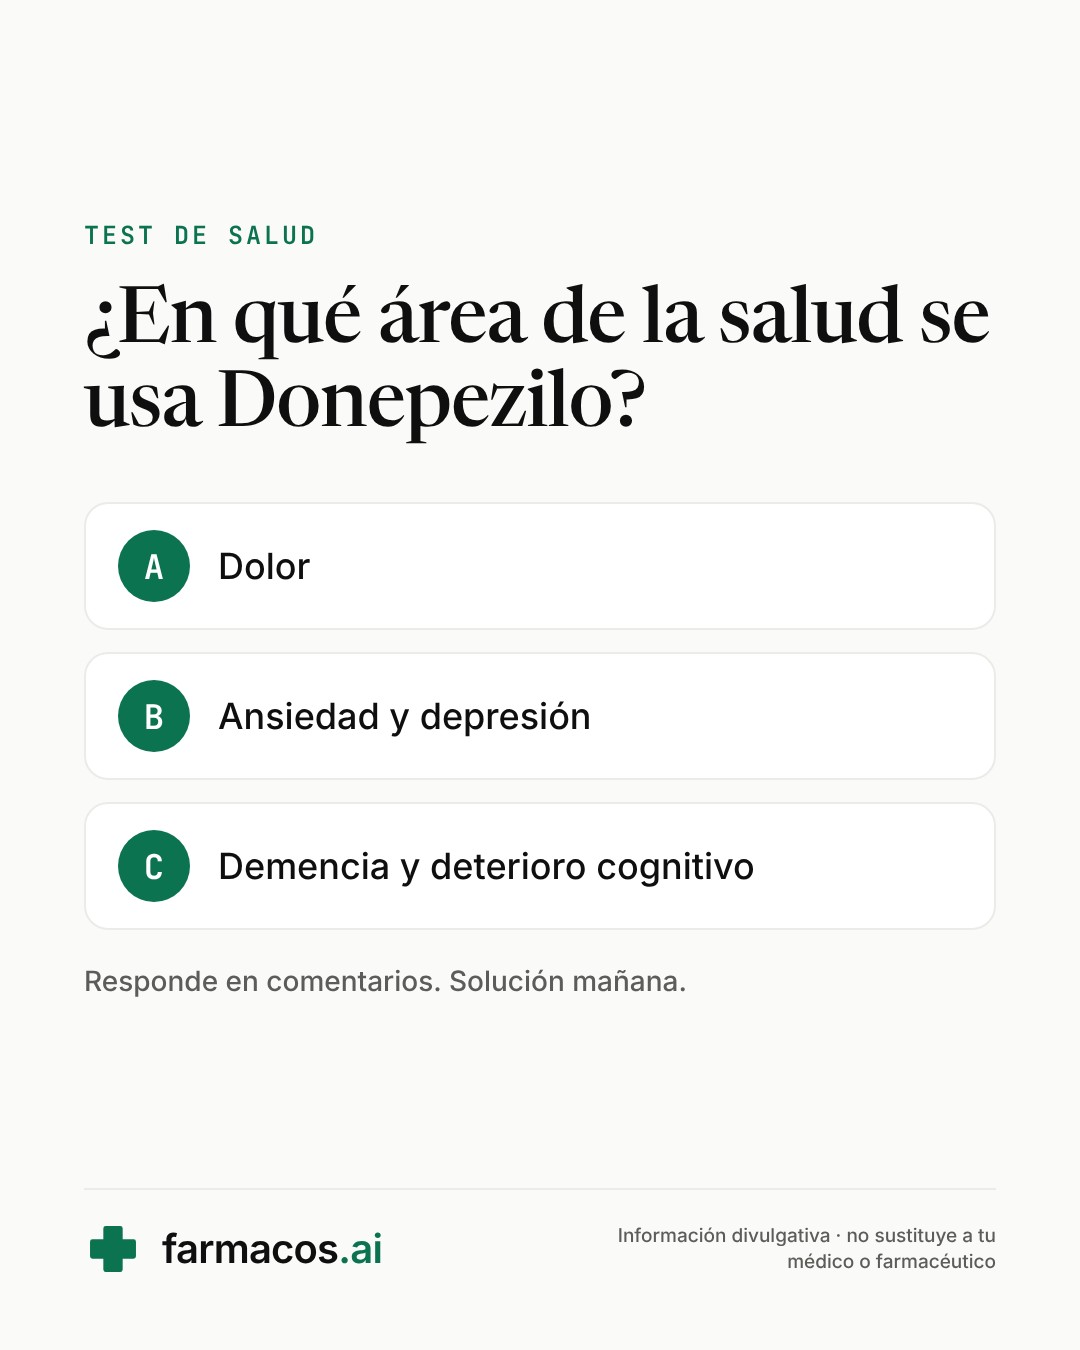 TEST DE SALUD
¿En qué área de la salud se
usa Donepezilo?
A Dolor
B Ansiedad y depresión
C Demencia y deterioro cognitivo
Responde en comentarios. Solución mañana.
farmacos.ai
Información divulgativa · no sustituye a tu
médico o farmacéutico